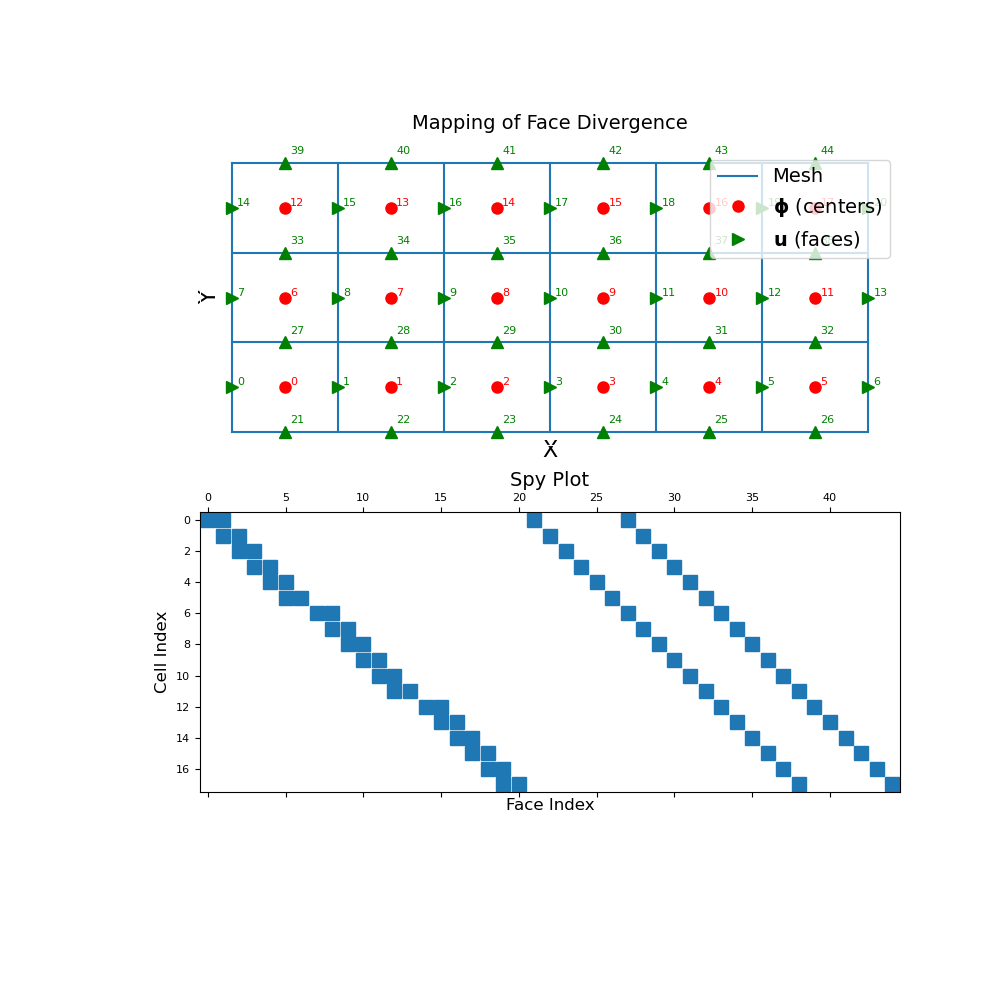 Mapping of Face Divergence
39 40 41 42 43 44
14 12 15 13 16 14 17 15 18 16
Mesh
ϕ (centers)
u (faces)
33 34 35 36 37
Y
7 6 8 7 9 8 10 9 11 10 12 11 13
27 28 29 30 31 32
0 0 1 1 2 2 3 3 4 4 5 5 6
21 22 23 24 25 26
X
Spy Plot
0 5 10 15 20 25 30 35 40
0
2
4
6
8
10
12
14
16
Cell Index
Face Index